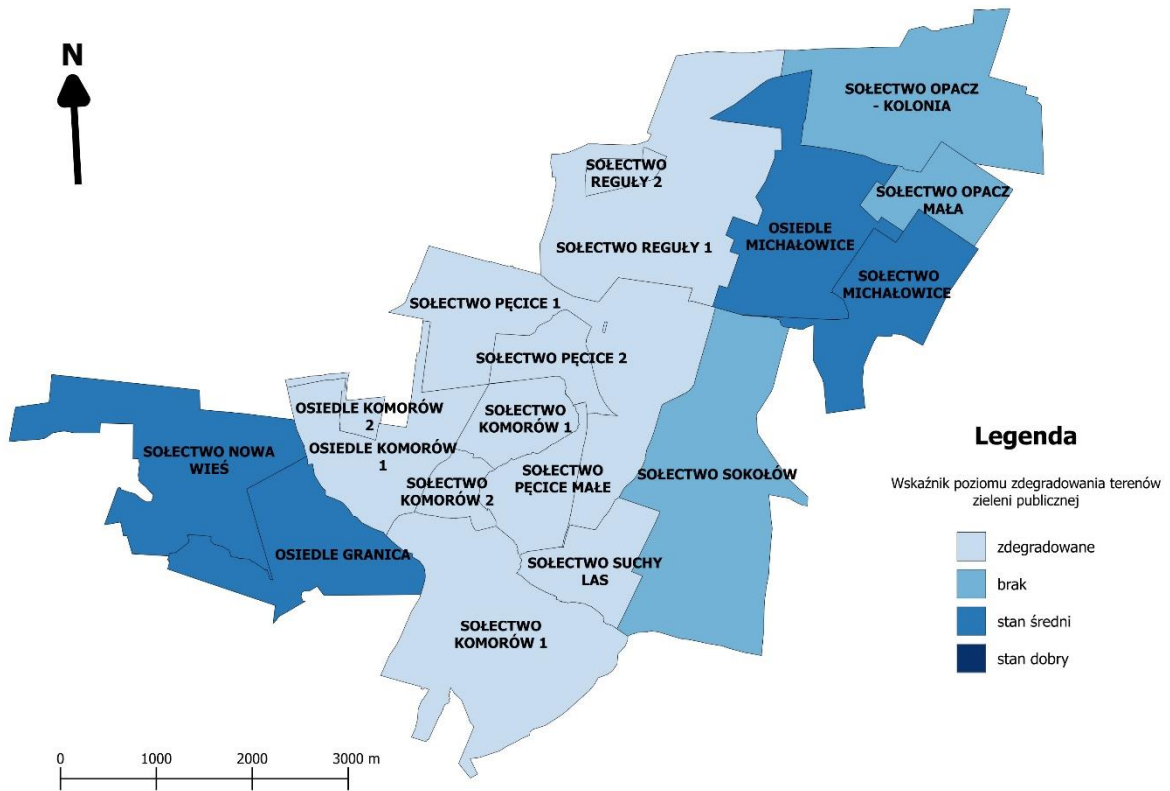 N
SOŁECTWO OPACZ
- KOLONIA
SOŁECTWO
REGUŁY 2
SOŁECTWO OPACZ
MAŁA
OSIEDLE
MICHAŁOWICE
SOŁECTWO REGUŁY 1
SOŁECTWO
MICHAŁOWICE
SOŁECTWO PĘCICE 1
SOŁECTWO PĘCICE 2
OSIEDLE KOMORÓW
2
SOŁECTWO
KOMORÓW 1
OSIEDLE KOMORÓW
1
SOŁECTWO NOWA
WIEŚ
SOŁECTWO
PĘCICE MAŁE
SOŁECTWO SOKOŁÓW
SOŁECTWO
KOMORÓW 2
OSIEDLE GRANICA
SOŁECTWO SUCHY
LAS
SOŁECTWO
KOMORÓW 1
Legenda
Wskaźnik poziomu zdegradowania terenów
zieleni publicznej
zdegradowane
brak
stan średni
stan dobry
0 1000 2000 3000 m